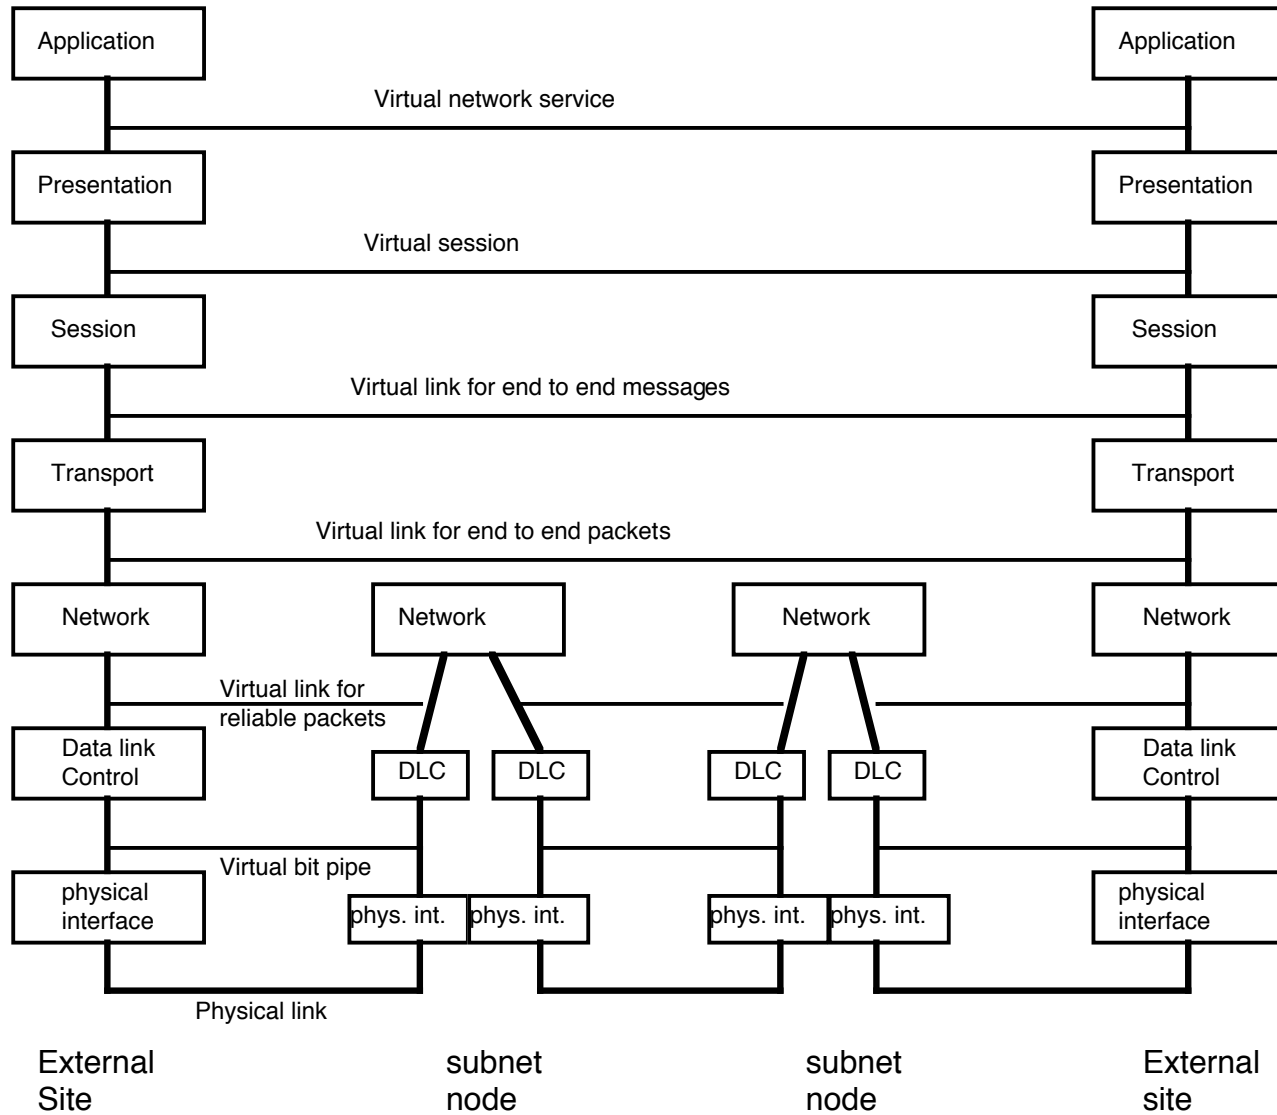 Application
Application
Virtual network service
Presentation
Presentation
Virtual session
Session
Session
Virtual link for end to end messages
Transport
Transport
Virtual link for end to end packets
Network
Network
Network
Network
Virtual link for
reliable packets
Data link
Control
DLC
DLC
DLC
DLC
Data link
Control
Virtual bit pipe
physical
interface
phys. int.
phys. int.
phys. int.
phys. int.
physical
interface
Physical link
External
Site
subnet
node
subnet
node
External
site